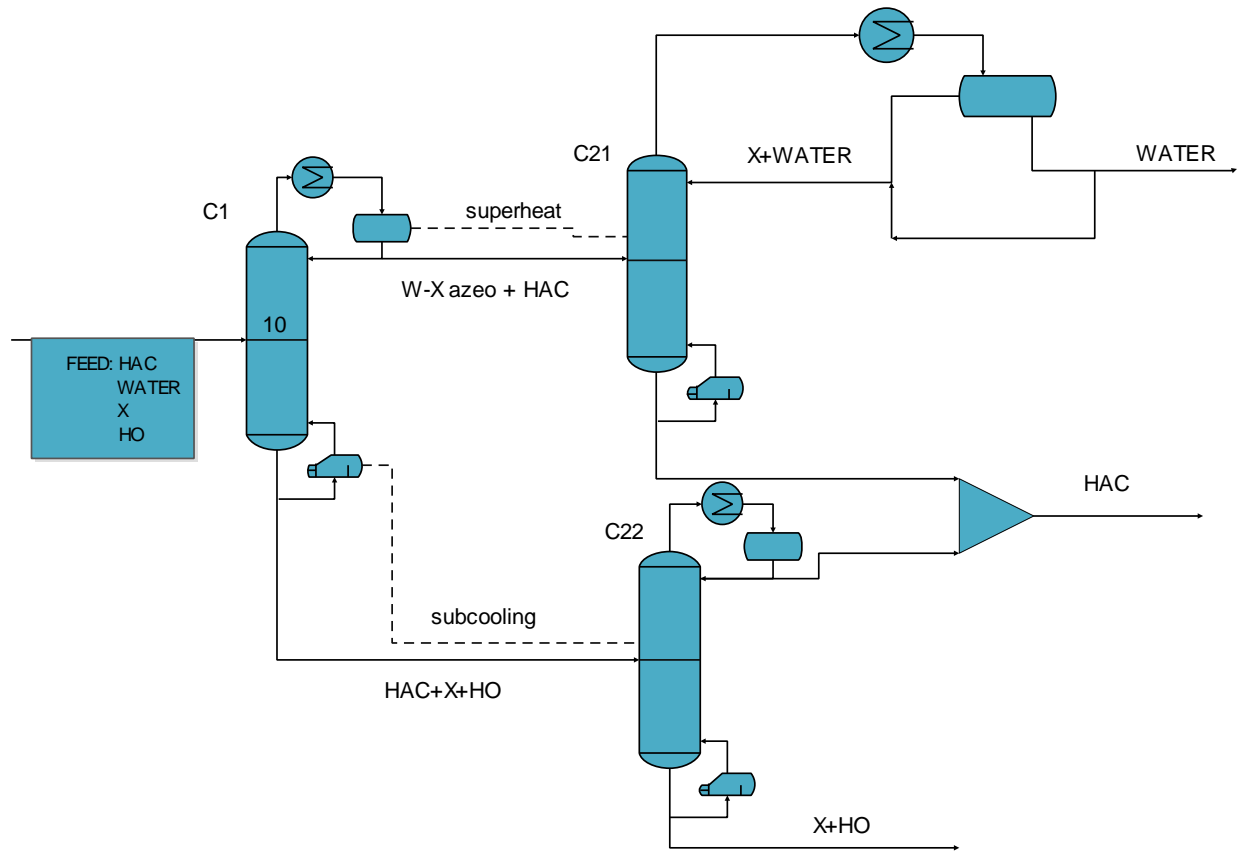 C21
X+WATER
WATER
C1
superheat
W-X azeo + HAC
10
FEED: HAC
WATER
X
HO
HAC
C22
subcooling
HAC+X+HO
X+HO